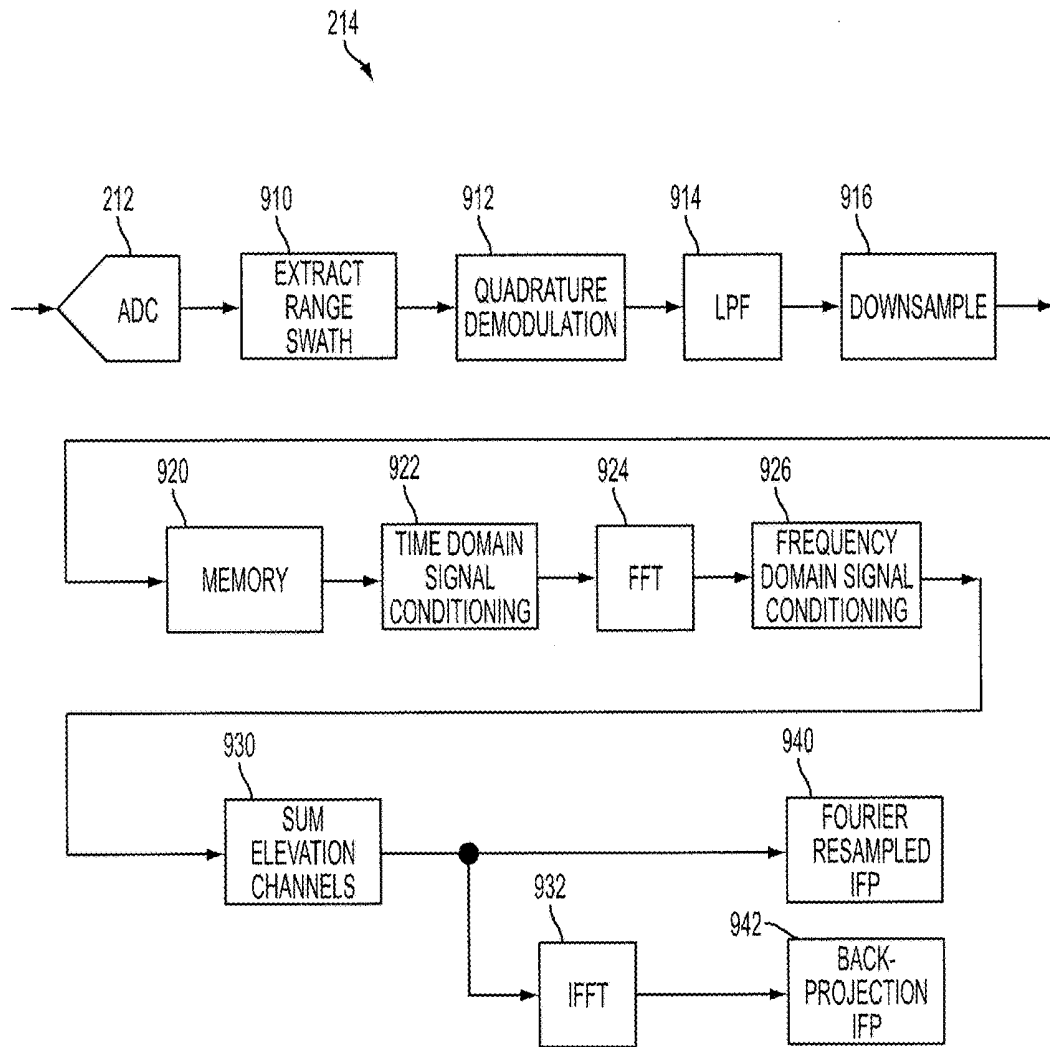 214
212
910
912
914
916
ADC
EXTRACT
RANGE
SWATH
QUADRATURE
DEMODULATION
LPF
DOWNSAMPLE
920
922
924
926
MEMORY
TIME DOMAIN
SIGNAL
CONDITIONING
FFT
FREQUENCY
DOMAIN SIGNAL
CONDITIONING
930
940
SUM
ELEVATION
CHANNELS
FOURIER
RESAMPLED
IFP
932
942
IFFT
BACK-
PROJECTION
IFP